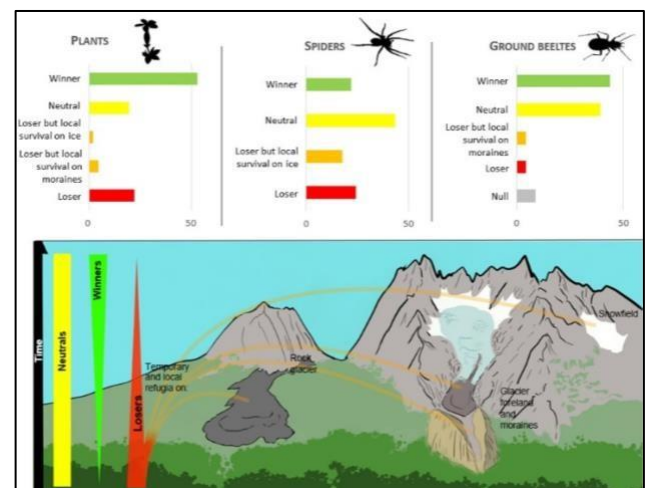 PLANTS
Winner
Neutral
Loser but local
survival on Ice
Loser but local
survival on
moraines
Loser
0
50
SPIDERS
Winner
Neutral
Loser but local
survival on ice
Loser
0
50
GROUND BEELTES
Winner
Neutral
Loser but local
survival on
moraines
Loser
Null
0
50
Time
Neutrals
Winners
Losers
Temporary
and local
refugia on:
Rock
glacier
Glacier
foreland
and
moraines
Snowfield